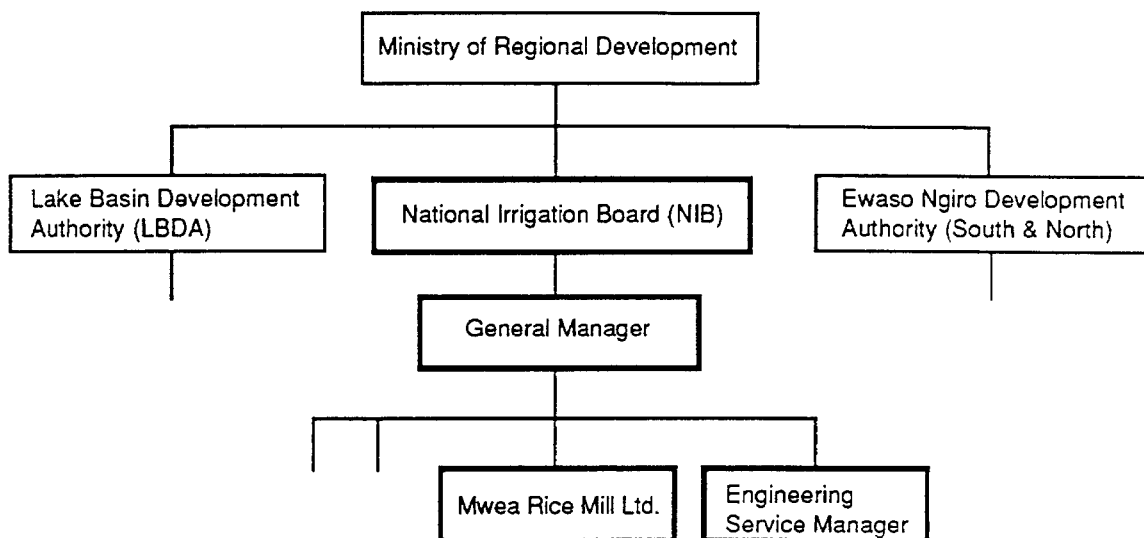 Ministry of Regional Development
Lake Basin Development
Authority (LBDA)
National Irrigation Board (NIB)
Ewaso Ngiro Development
Authority (South & North)
General Manager
Mwea Rice Mill Ltd.
Engineering
Service Manager